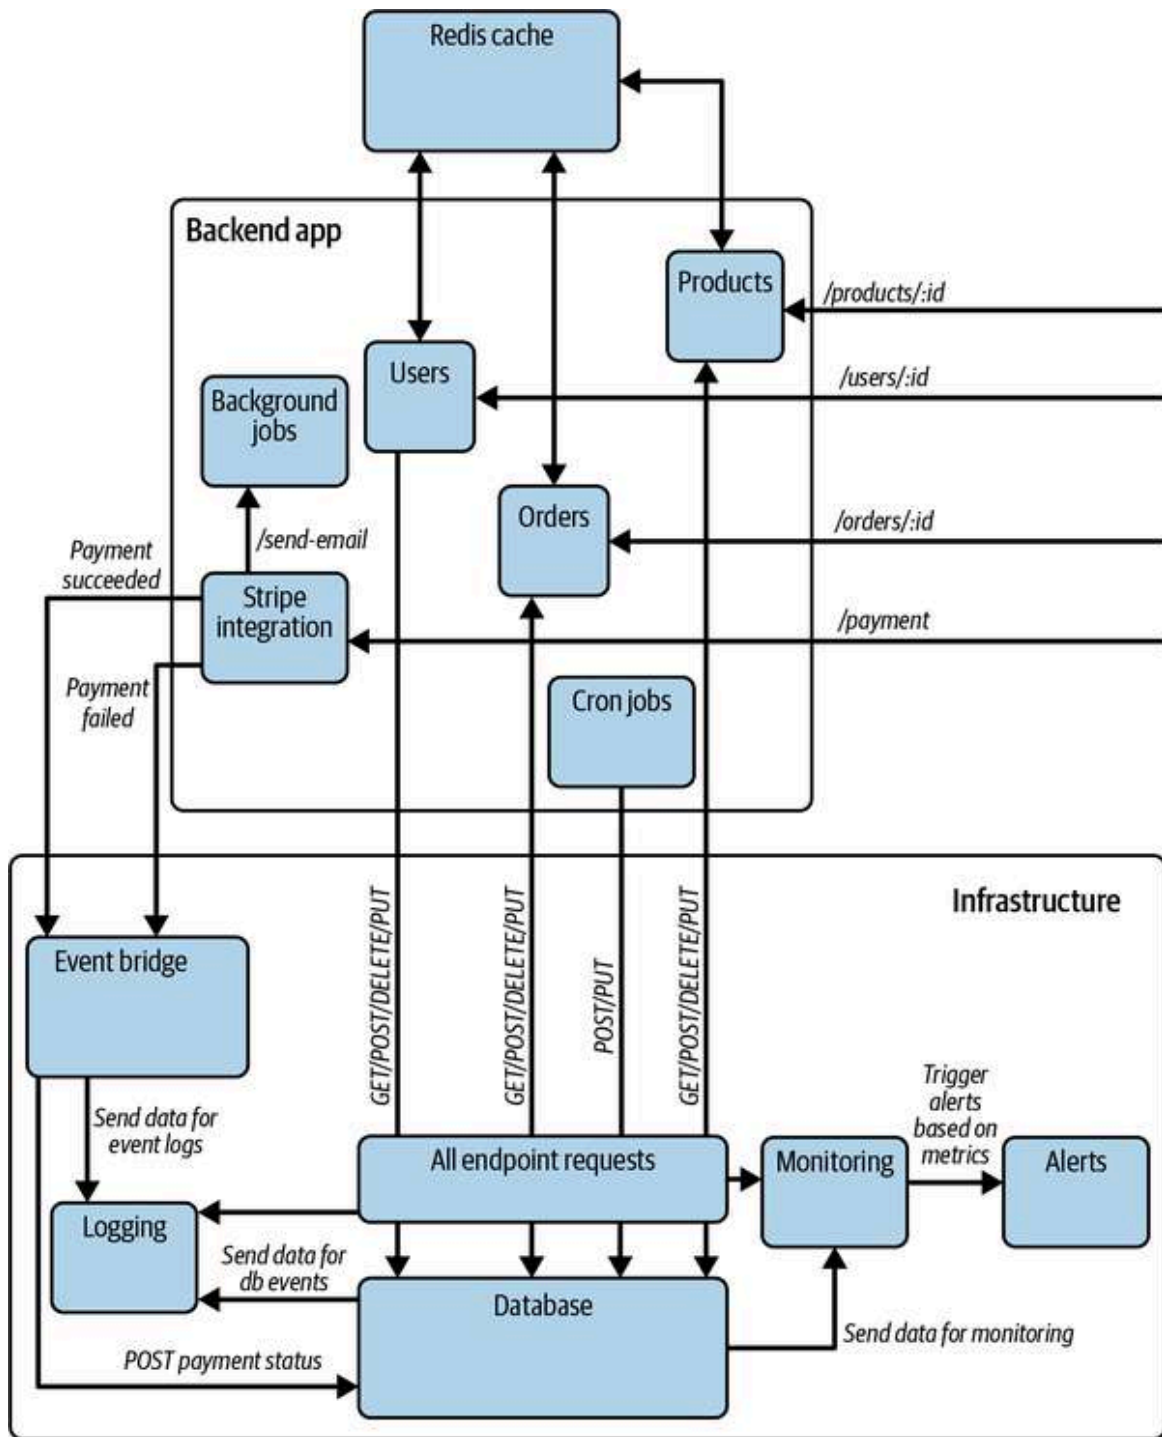 Redis cache
Backend app
Products
/products/:id
Users
/users/:id
Background
jobs
Orders
/orders/:id
/send-email
Payment
succeeded
Stripe
integration
/payment
Payment
failed
Cron jobs
Infrastructure
Event bridge
GET/POST/DELETE/PUT
GET/POST/DELETE/PUT
POST/PUT
GET/POST/DELETE/PUT
Send data for
event logs
Trigger
alerts
based on
metrics
All endpoint requests
Monitoring
Alerts
Logging
Send data for
db events
Database
Send data for monitoring
POST payment status